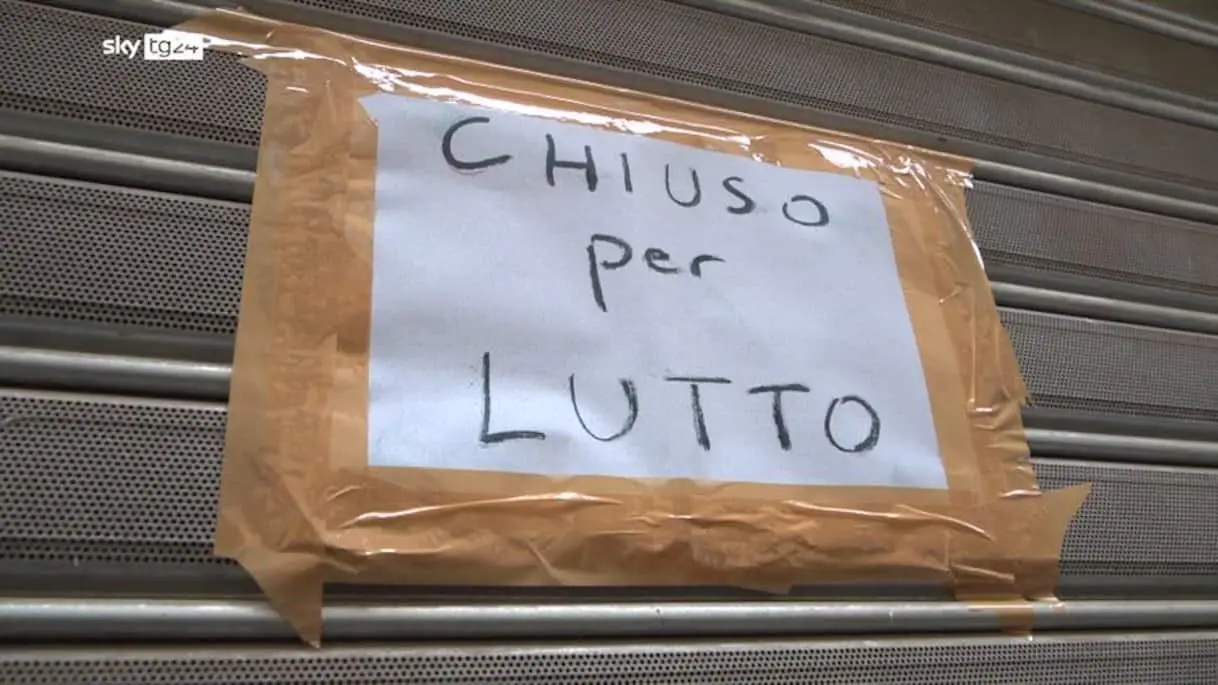 sky tg24
CHIUSO
per
LUTTO